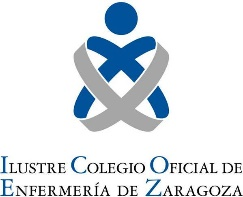 ILUSTRE COLEGIO OFICIAL DE
ENFERMERÍA DE ZARAGOZA